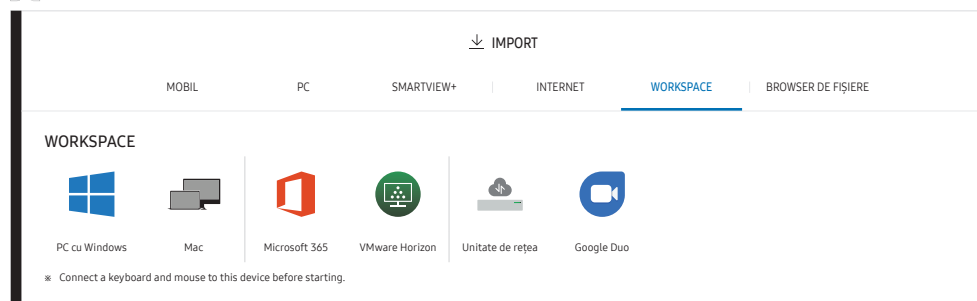 IMPORT
MOBIL PC SMARTVIEW+ INTERNET WORKSPACE BROWSER DE FIȘIERE
WORKSPACE
PC cu Windows Mac Microsoft 365 VMware Horizon Unitate de rețea Google Duo
※ Connect a keyboard and mouse to this device before starting.